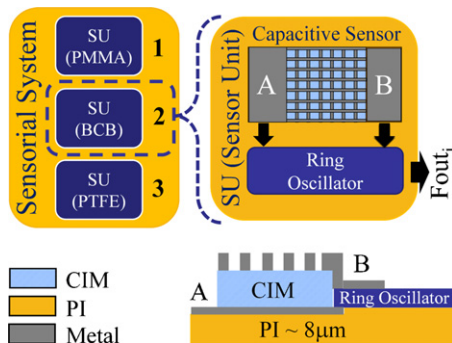 Sensorial System
SU
(PMMA)
1
SU
(BCB)
2
SU
(PTFE)
3
SU (Sensor Unit)
Capacitive Sensor
A
B
Ring
Oscillator
Fouti
CIM
PI
Metal
A
B
CIM
Ring Oscillator
PI ~ 8μm